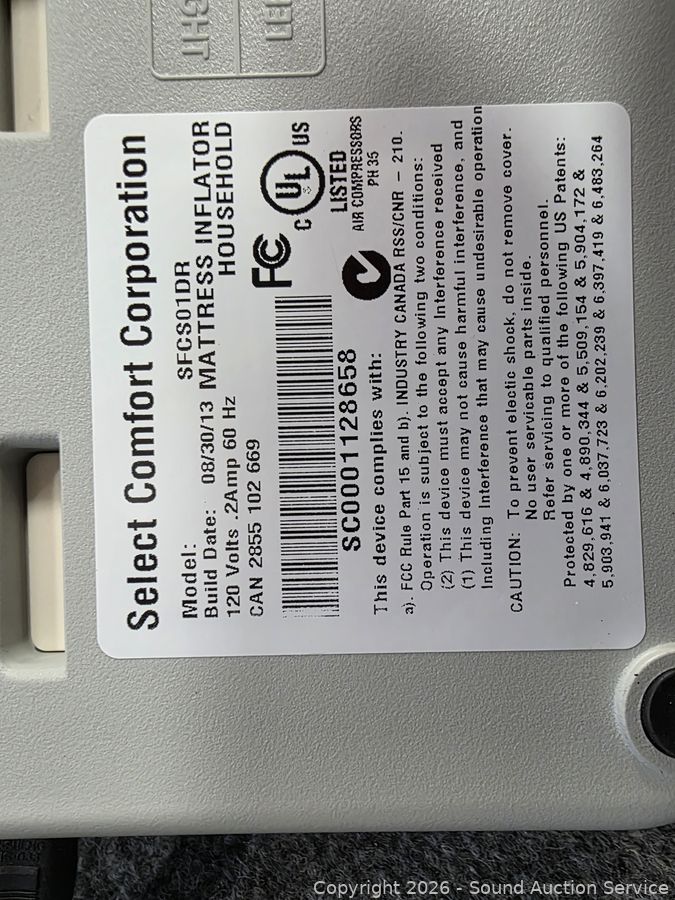 RIGHT
Select Comfort Corporation
Model: SFCS01DR
Build Date: 08/30/13 MATTRESS INFLATOR
120 Volts .2Amp 60 Hz HOUSEHOLD
CAN 2855 102 669
FC
C UL US
LISTED
AIR COMPRESSORS
PH 35
SC0001128658
This device complies with:
a). FCC Rule Part 15 and b). INDUSTRY CANADA RSS/CNR – 210.
Operation is subject to the following two conditions:
(2) This device must accept any Interference received
(1) This device may not cause harmful interference, and
Including Interference that may cause undesirable operation
CAUTION: To prevent electic shock, do not remove cover.
No user servicable parts inside.
Refer servicing to qualified personnel.
Protected by one or more of the following US Patents:
4,829,616 & 4,890,344 & 5,509,154 & 5,904,172 &
5,903,941 & 6,037,723 & 6,202,239 & 6,397,419 & 6,483,264
Copyright 2026 - Sound Auction Service